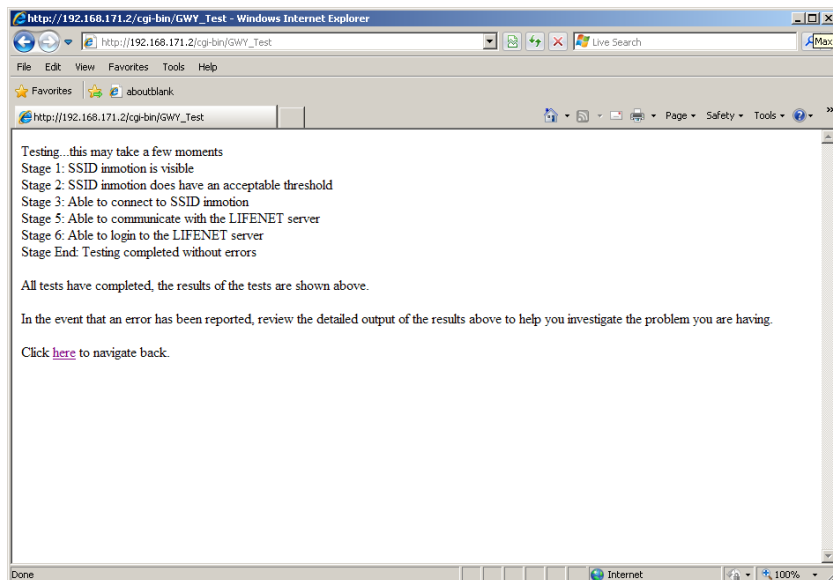 http://192.168.171.2/cgi-bin/GWY_Test - Windows Internet Explorer
http://192.168.171.2/cgi-bin/GWY_Test
Live Search
Max
File Edit View Favorites Tools Help
Favorites aboutblank
http://192.168.171.2/cgi-bin/GWY_Test
Page Safety Tools »
Testing...this may take a few moments
Stage 1: SSID inmotion is visible
Stage 2: SSID inmotion does have an acceptable threshold
Stage 3: Able to connect to SSID inmotion
Stage 5: Able to communicate with the LIFENET server
Stage 6: Able to login to the LIFENET server
Stage End: Testing completed without errors
All tests have completed, the results of the tests are shown above.
In the event that an error has been reported, review the detailed output of the results above to help you investigate the problem you are having.
Click here to navigate back.
Done Internet 100%